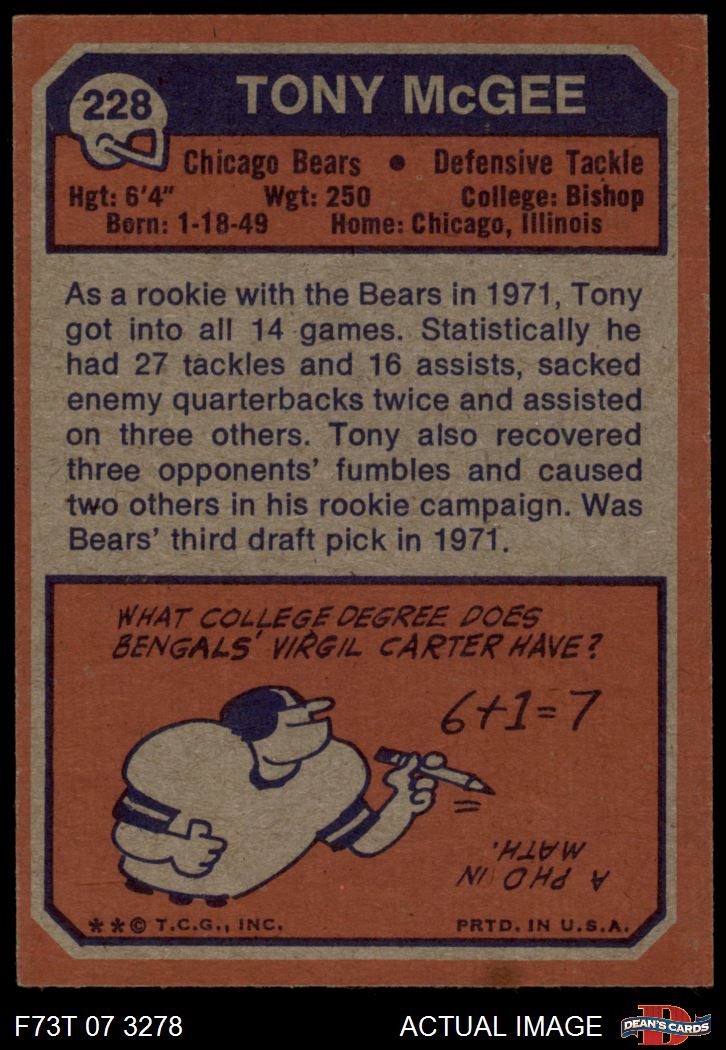 228
TONY McGEE
Chicago Bears • Defensive Tackle
Hgt: 6'4" Wgt: 250 College: Bishop
Born: 1-18-49 Home: Chicago, Illinois
As a rookie with the Bears in 1971, Tony
got into all 14 games. Statistically he
had 27 tackles and 16 assists, sacked
enemy quarterbacks twice and assisted
on three others. Tony also recovered
three opponents' fumbles and caused
two others in his rookie campaign. Was
Bears' third draft pick in 1971.
WHAT COLLEGE DEGREE DOES
BENGALS' VIRGIL CARTER HAVE?
6+1=7
A PHD IN
MATH.
**© T.C.G., INC. PRTD. IN U.S.A.
F73T 07 3278 ACTUAL IMAGE
D
DEAN'S CARDS